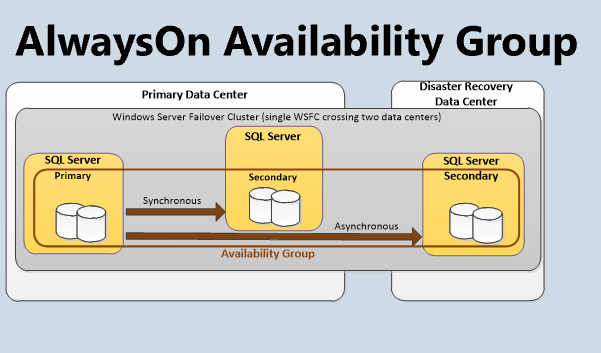 AlwaysOn Availability Group
Primary Data Center
Disaster Recovery
Data Center
Windows Server Failover Cluster (single WSFC crossing two data centers)
SQL Server
Primary
SQL Server
Secondary
SQL Server
Secondary
Synchronous
Asynchronous
Availability Group